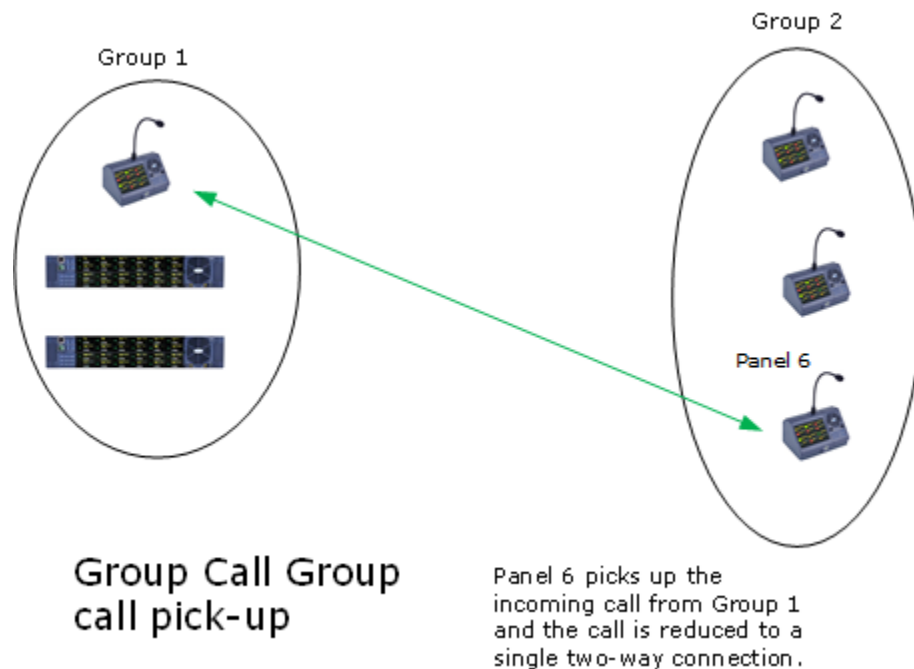 Group 1
Group 2
Panel 6
Group Call Group
call pick-up
Panel 6 picks up the
incoming call from Group 1
and the call is reduced to a
single two-way connection.